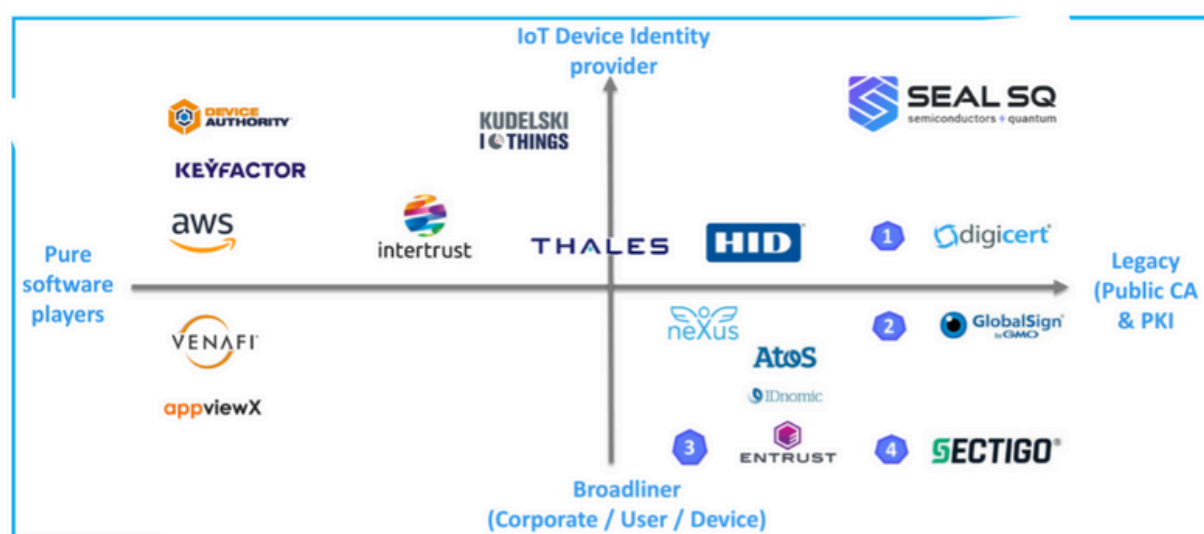 IoT Device Identity
provider
DEVICE
AUTHORITY
KUDELSKI
IOTHINGS
SEAL SQ
semiconductors + quantum
KEYFACTOR
aws
intertrust
THALES
HID
1
digicert®
Pure
software
players
Legacy
(Public CA
& PKI
VENAFI
neXus
2
GlobalSign
by GMO
Atos
IDnomic
appviewX
3
ENTRUST
4
SECTIGO®
Broadliner
(Corporate / User / Device)